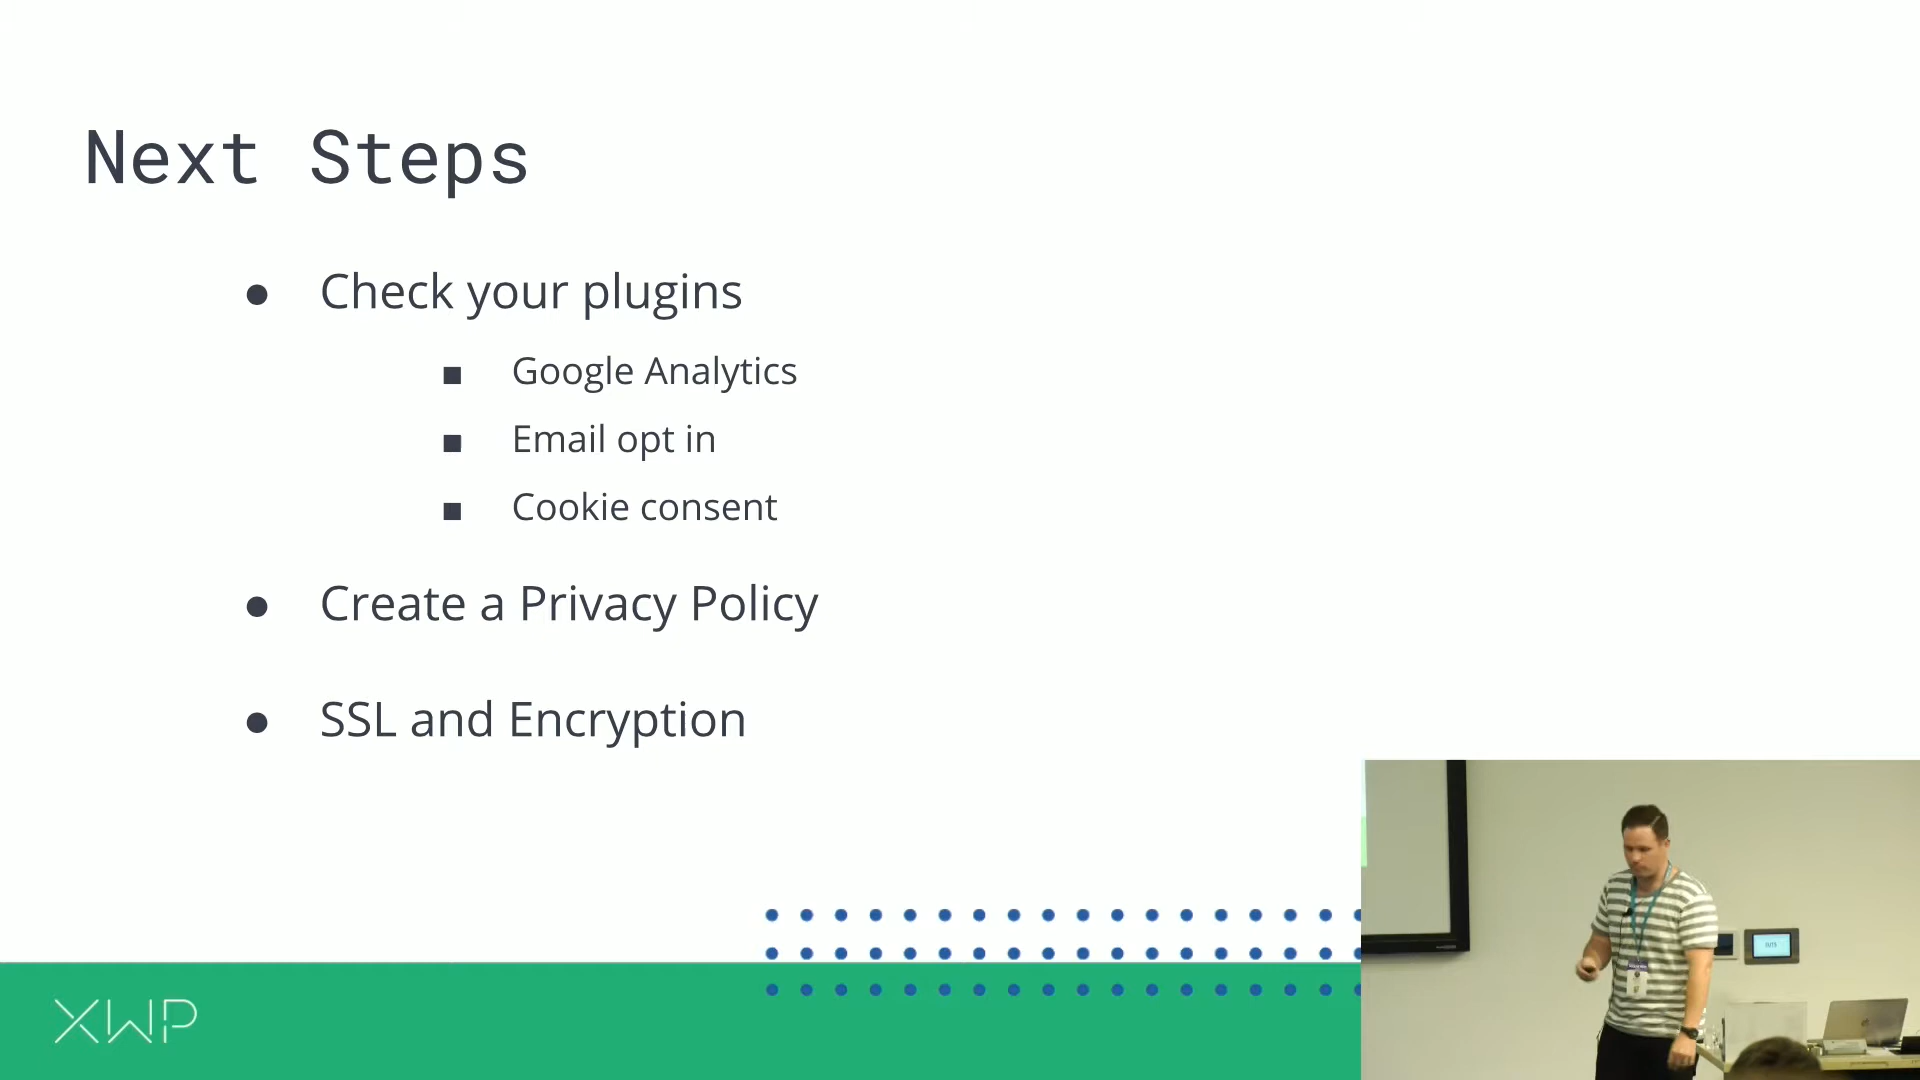 Next Steps
Check your plugins
Google Analytics
Email opt in
Cookie consent
Create a Privacy Policy
SSL and Encryption
XWP